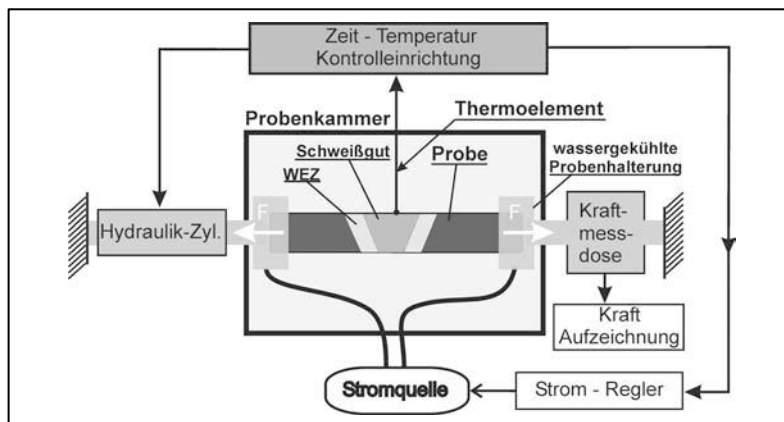 Zeit - Temperatur
Kontrolleinrichtung
Probenkammer
Thermoelement
Schweißgut
WEZ
Probe
wassergekühlte
Probenhalterung
F
F
Hydraulik-Zyl.
Kraft-
mess-
dose
Kraft
Aufzeichnung
Stromquelle
Strom - Regler